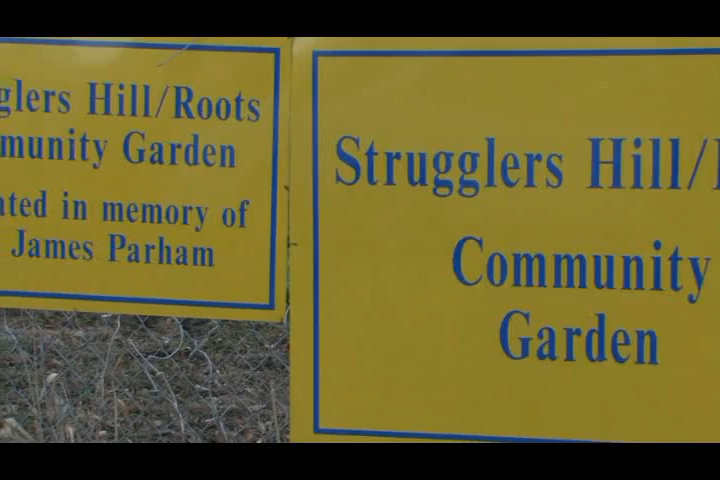 glers Hill/Roots
munity Garden
ated in memory of
James Parham
Strugglers Hill/
Community
Garden